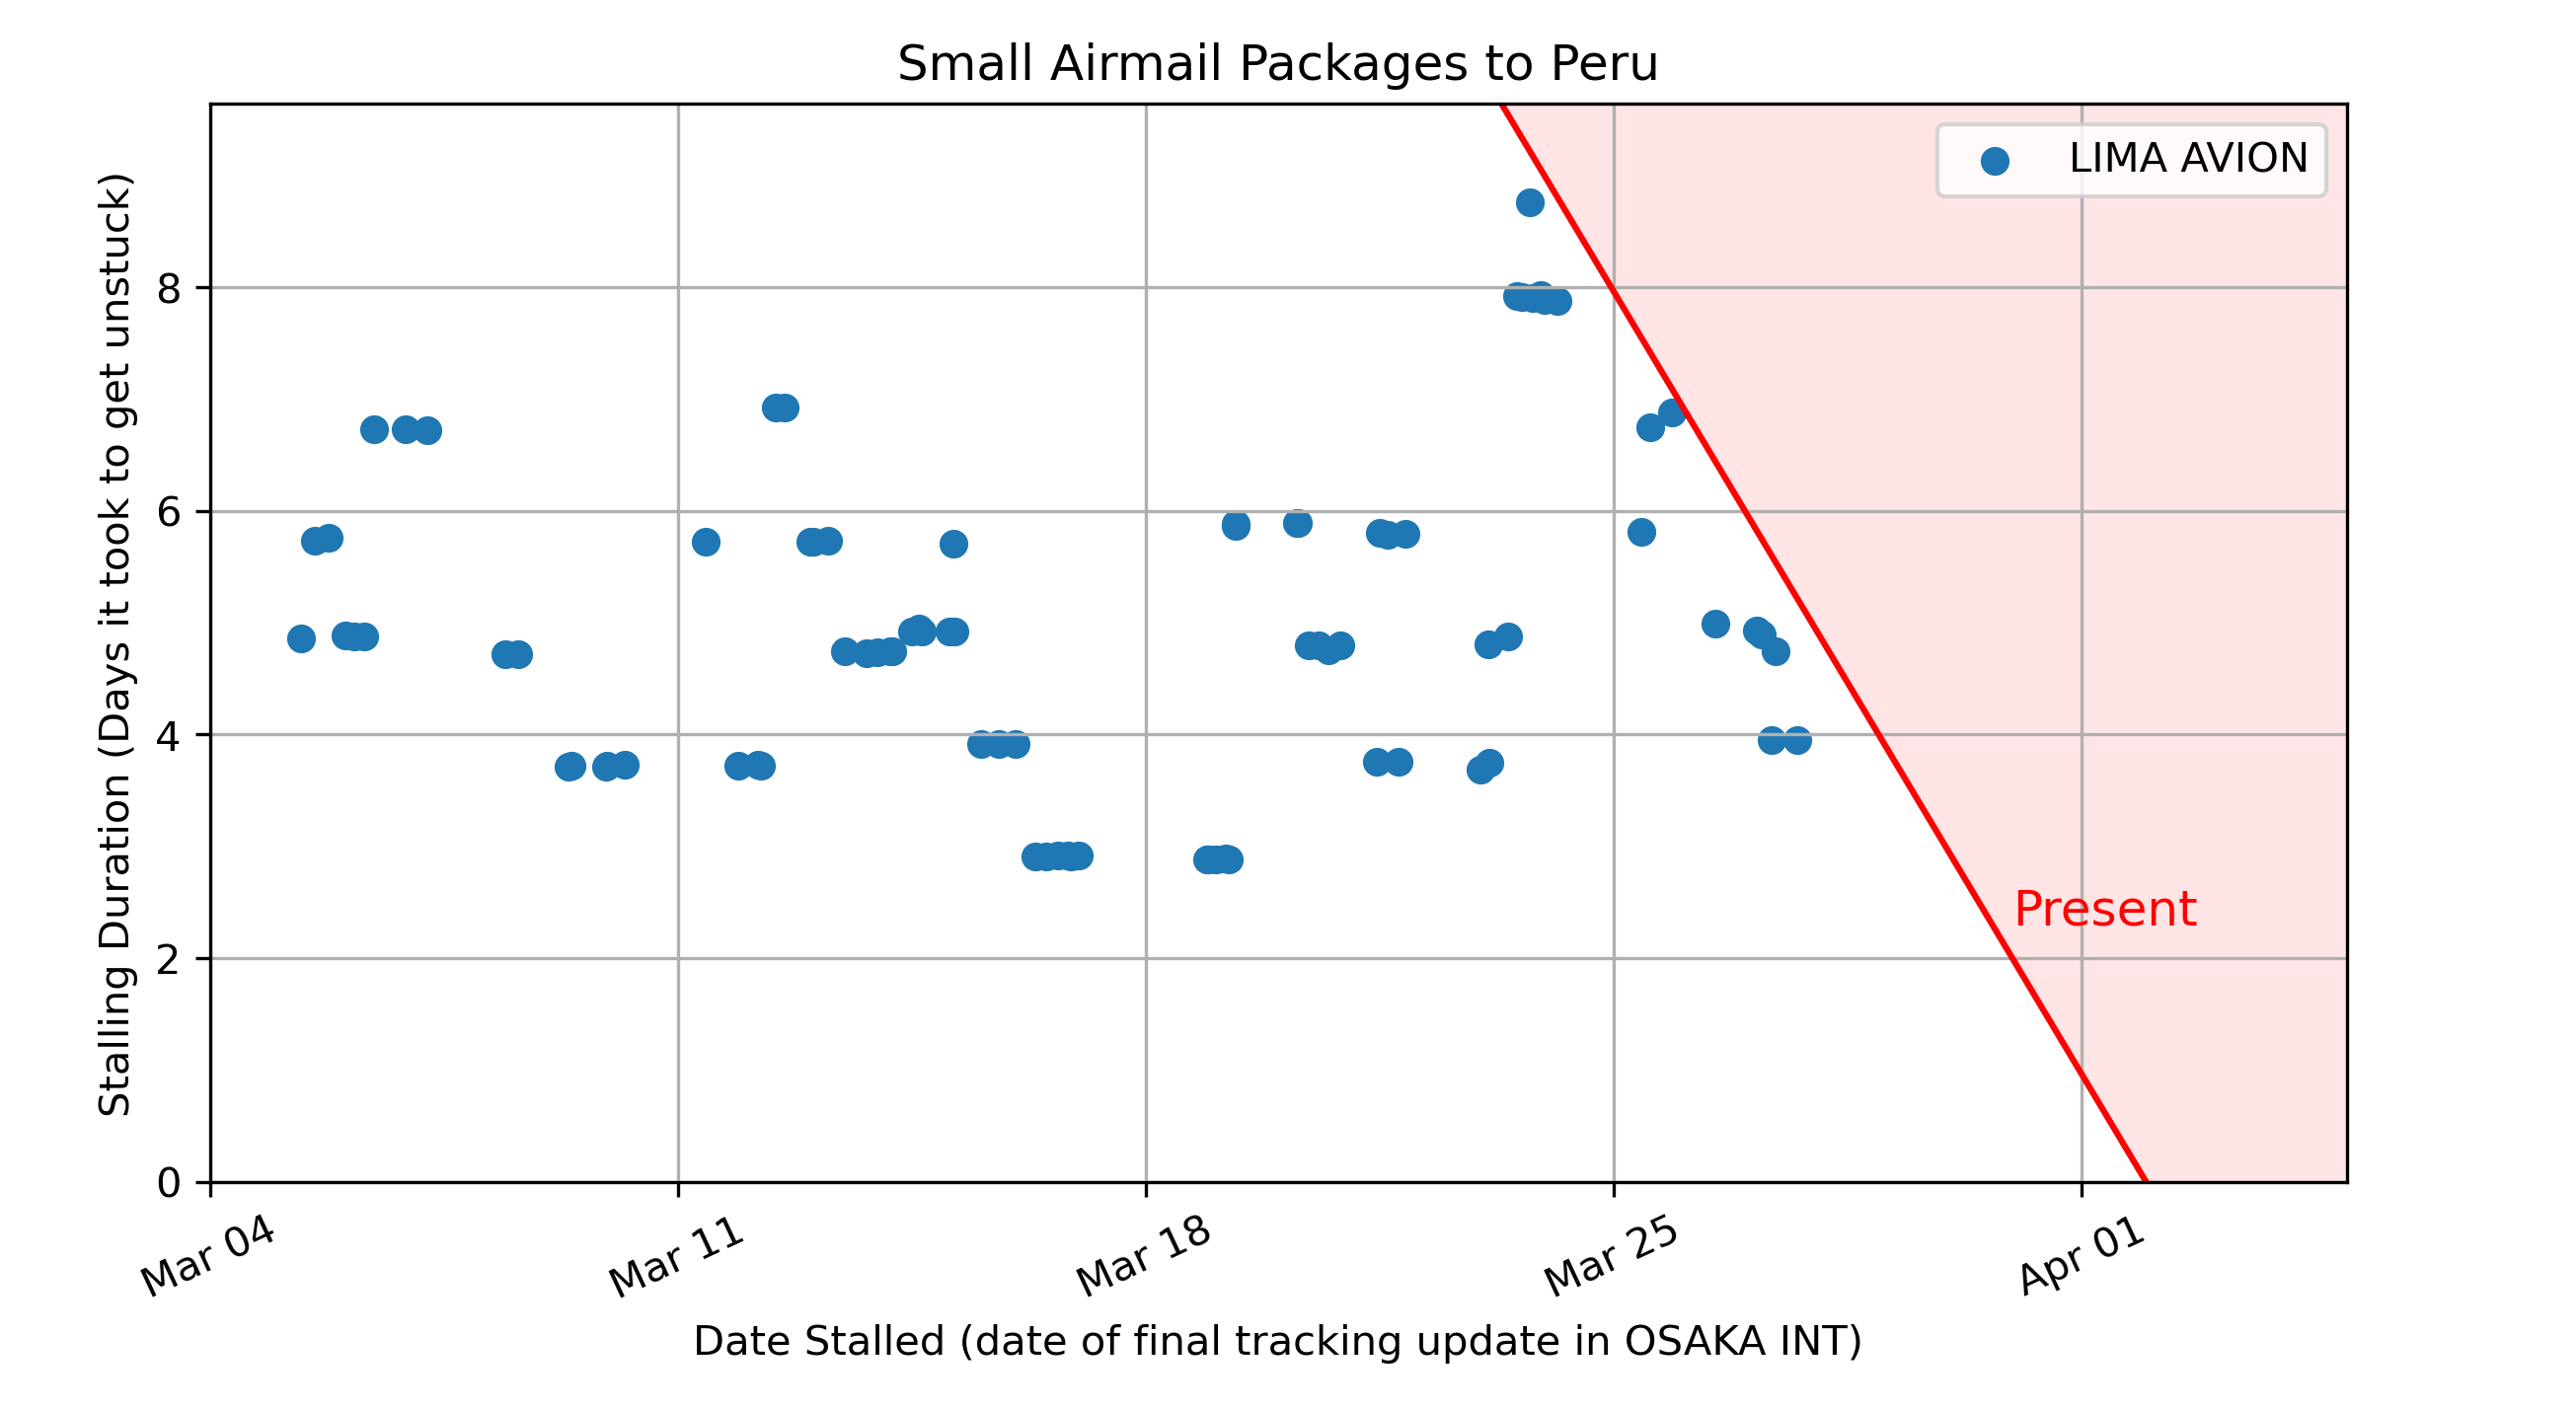 Small Airmail Packages to Peru
LIMA AVION
Stalling Duration (Days it took to get unstuck)
8
6
4
2
0
Present
Mar 04
Mar 11
Mar 18
Mar 25
Apr 01
Date Stalled (date of final tracking update in OSAKA INT)